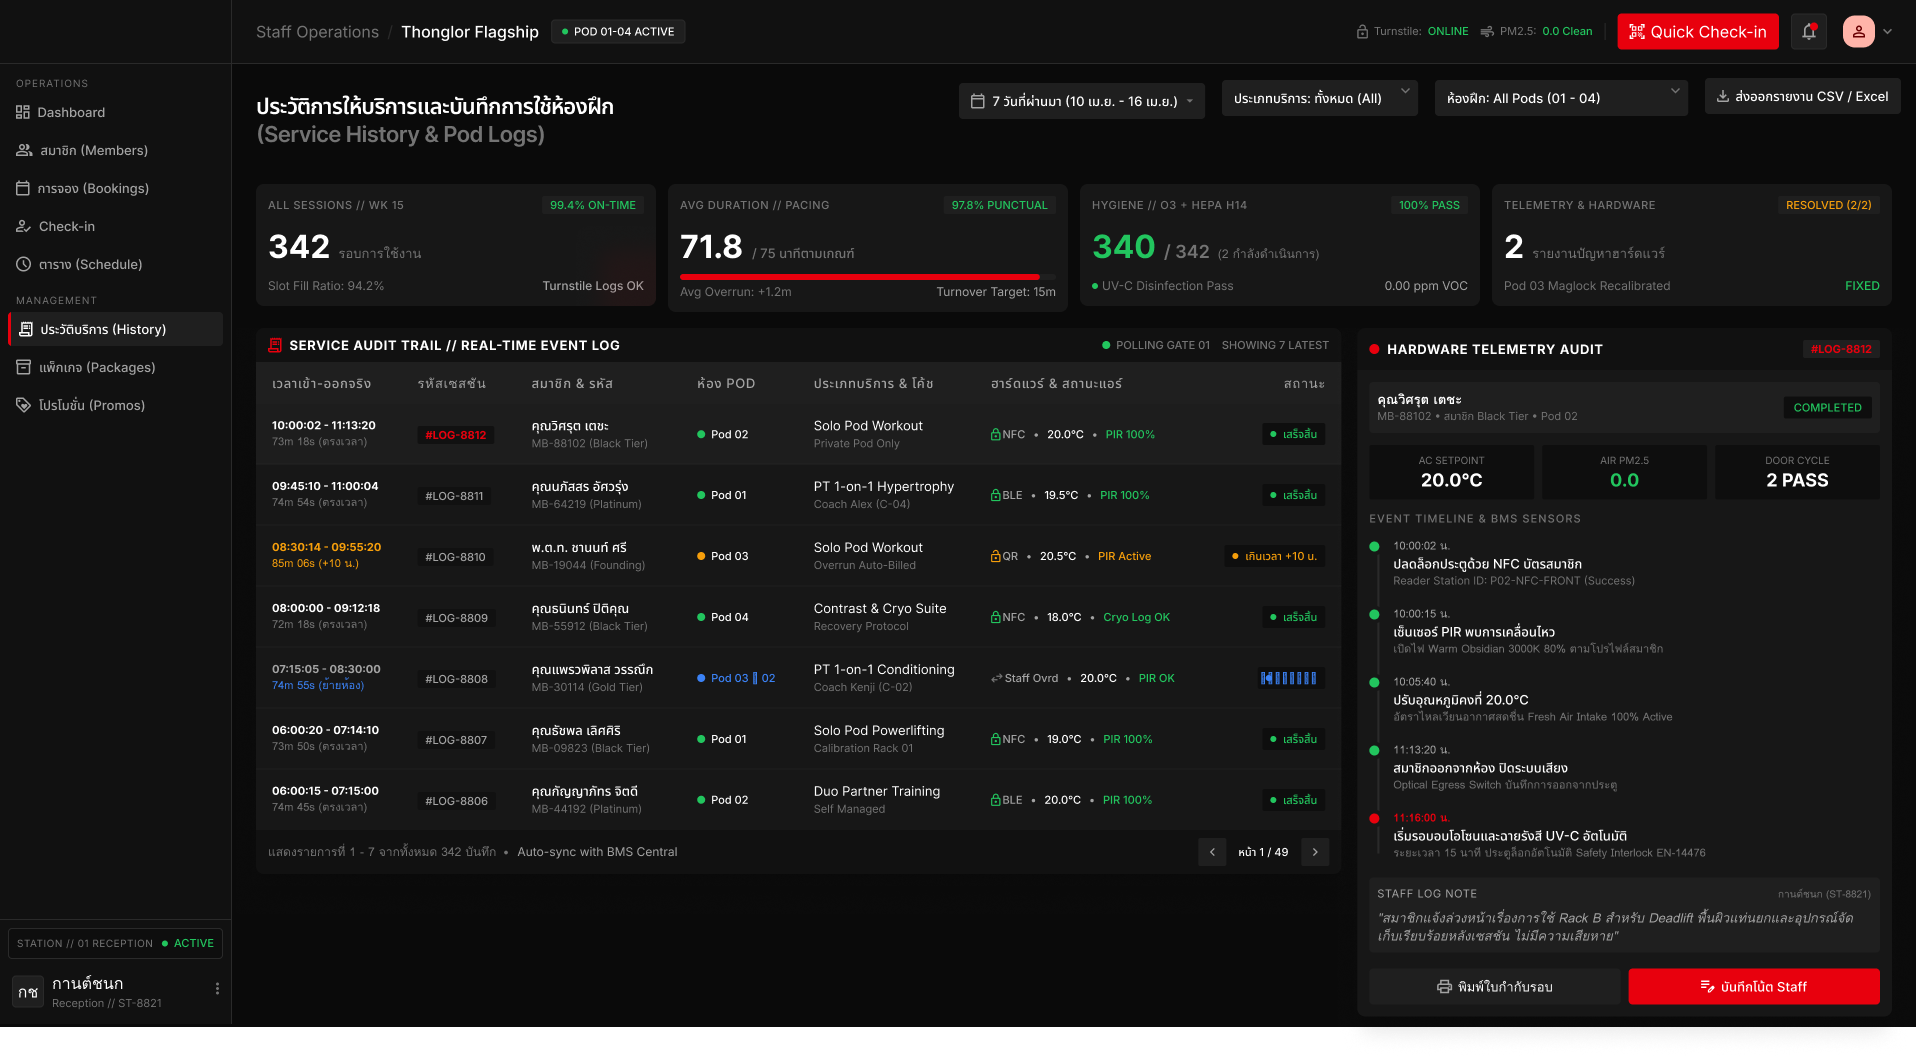 Staff Operations / Thonglor Flagship
POD 01-04 ACTIVE
Turnstile: ONLINE
PM2.5: 0.0 Clean
Quick Check-in
OPERATIONS
Dashboard
สมาชิก (Members)
การจอง (Bookings)
Check-in
ตาราง (Schedule)
MANAGEMENT
ประวัติบริการ (History)
แพ็กเกจ (Packages)
โปรโมชั่น (Promos)
STATION // 01 RECEPTION
ACTIVE
กช
กานต์ชนก
Reception // ST-8821
ประวัติการให้บริการและบันทึกการใช้ห้องฝึก
(Service History & Pod Logs)
7 วันที่ผ่านมา (10 เม.ย. - 16 เม.ย.)
ประเภทบริการ: ทั้งหมด (All)
ห้องฝึก: All Pods (01 - 04)
ส่งออกรายงาน CSV / Excel
ALL SESSIONS // WK 15
99.4% ON-TIME
342 รอบการใช้งาน
Slot Fill Ratio: 94.2%
Turnstile Logs OK
AVG DURATION // PACING
97.8% PUNCTUAL
71.8 / 75 นาทีตามเกณฑ์
Avg Overrun: +1.2m
Turnover Target: 15m
HYGIENE // O3 + HEPA H14
100% PASS
340 / 342 (2 กำลังดำเนินการ)
UV-C Disinfection Pass
0.00 ppm VOC
TELEMETRY & HARDWARE
RESOLVED (2/2)
2 รายงานปัญหาฮาร์ดแวร์
Pod 03 Maglock Recalibrated
FIXED
SERVICE AUDIT TRAIL // REAL-TIME EVENT LOG
POLLING GATE 01
SHOWING 7 LATEST
เวลาเข้า-ออกจริง
รหัสเซสชัน
สมาชิก & รหัส
ห้อง POD
ประเภทบริการ & โค้ช
ฮาร์ดแวร์ & สถานะแอร์
สถานะ
10:00:02 - 11:13:20
73m 18s (ตรงเวลา)
#LOG-8812
คุณวิศรุต เตชะ
MB-88102 (Black Tier)
Pod 02
Solo Pod Workout
Private Pod Only
NFC • 20.0°C • PIR 100%
เสร็จสิ้น
09:45:10 - 11:00:04
74m 54s (ตรงเวลา)
#LOG-8811
คุณนภัสสร อัศวรุ่ง
MB-64219 (Platinum)
Pod 01
PT 1-on-1 Hypertrophy
Coach Alex (C-04)
BLE • 19.5°C • PIR 100%
เสร็จสิ้น
08:30:14 - 09:55:20
85m 06s (+10 น.)
#LOG-8810
พ.ต.ท. ชานนท์ ศรี
MB-19044 (Founding)
Pod 03
Solo Pod Workout
Overrun Auto-Billed
QR • 20.5°C • PIR Active
เกินเวลา +10 น.
08:00:00 - 09:12:18
72m 18s (ตรงเวลา)
#LOG-8809
คุณธนินทร์ ปิติคุณ
MB-55912 (Black Tier)
Pod 04
Contrast & Cryo Suite
Recovery Protocol
NFC • 18.0°C • Cryo Log OK
เสร็จสิ้น
07:15:05 - 08:30:00
74m 55s (ย้ายห้อง)
#LOG-8808
คุณแพรวพิลาส วรรณึก
MB-30114 (Gold Tier)
Pod 03 02
PT 1-on-1 Conditioning
Coach Kenji (C-02)
Staff Ovrd • 20.0°C • PIR OK
06:00:20 - 07:14:10
73m 50s (ตรงเวลา)
#LOG-8807
คุณธัชพล เลิศศิริ
MB-09823 (Black Tier)
Pod 01
Solo Pod Powerlifting
Calibration Rack 01
NFC • 19.0°C • PIR 100%
เสร็จสิ้น
06:00:15 - 07:15:00
74m 45s (ตรงเวลา)
#LOG-8806
คุณกัญญาภัทร จิตดี
MB-44192 (Platinum)
Pod 02
Duo Partner Training
Self Managed
BLE • 20.0°C • PIR 100%
เสร็จสิ้น
แสดงรายการที่ 1 - 7 จากทั้งหมด 342 บันทึก • Auto-sync with BMS Central
หน้า 1 / 49
HARDWARE TELEMETRY AUDIT
#LOG-8812
คุณวิศรุต เตชะ
MB-88102 • สมาชิก Black Tier • Pod 02
COMPLETED
AC SETPOINT
20.0°C
AIR PM2.5
0.0
DOOR CYCLE
2 PASS
EVENT TIMELINE & BMS SENSORS
10:00:02 น.
ปลดล็อกประตูด้วย NFC บัตรสมาชิก
Reader Station ID: P02-NFC-FRONT (Success)
10:00:15 น.
เซ็นเซอร์ PIR พบการเคลื่อนไหว
เปิดไฟ Warm Obsidian 3000K 80% ตามโปรไฟล์สมาชิก
10:05:40 น.
ปรับอุณหภูมิคงที่ 20.0°C
อัตราไหลเวียนอากาศสดชื่น Fresh Air Intake 100% Active
11:13:20 น.
สมาชิกออกจากห้อง ปิดระบบเสียง
Optical Egress Switch บันทึกการออกจากประตู
11:16:00 น.
เริ่มรอบอบโอโซนและฉายรังสี UV-C อัตโนมัติ
ระยะเวลา 15 นาที ประตูล็อกอัตโนมัติ Safety Interlock EN-14476
STAFF LOG NOTE
กานต์ชนก (ST-8821)
"สมาชิกแจ้งล่วงหน้าเรื่องการใช้ Rack B สำหรับ Deadlift พื้นผิวแท่นยกและอุปกรณ์จัด
เก็บเรียบร้อยหลังเซสชัน ไม่มีความเสียหาย"
พิมพ์ใบกำกับรอบ
บันทึกโน้ต Staff